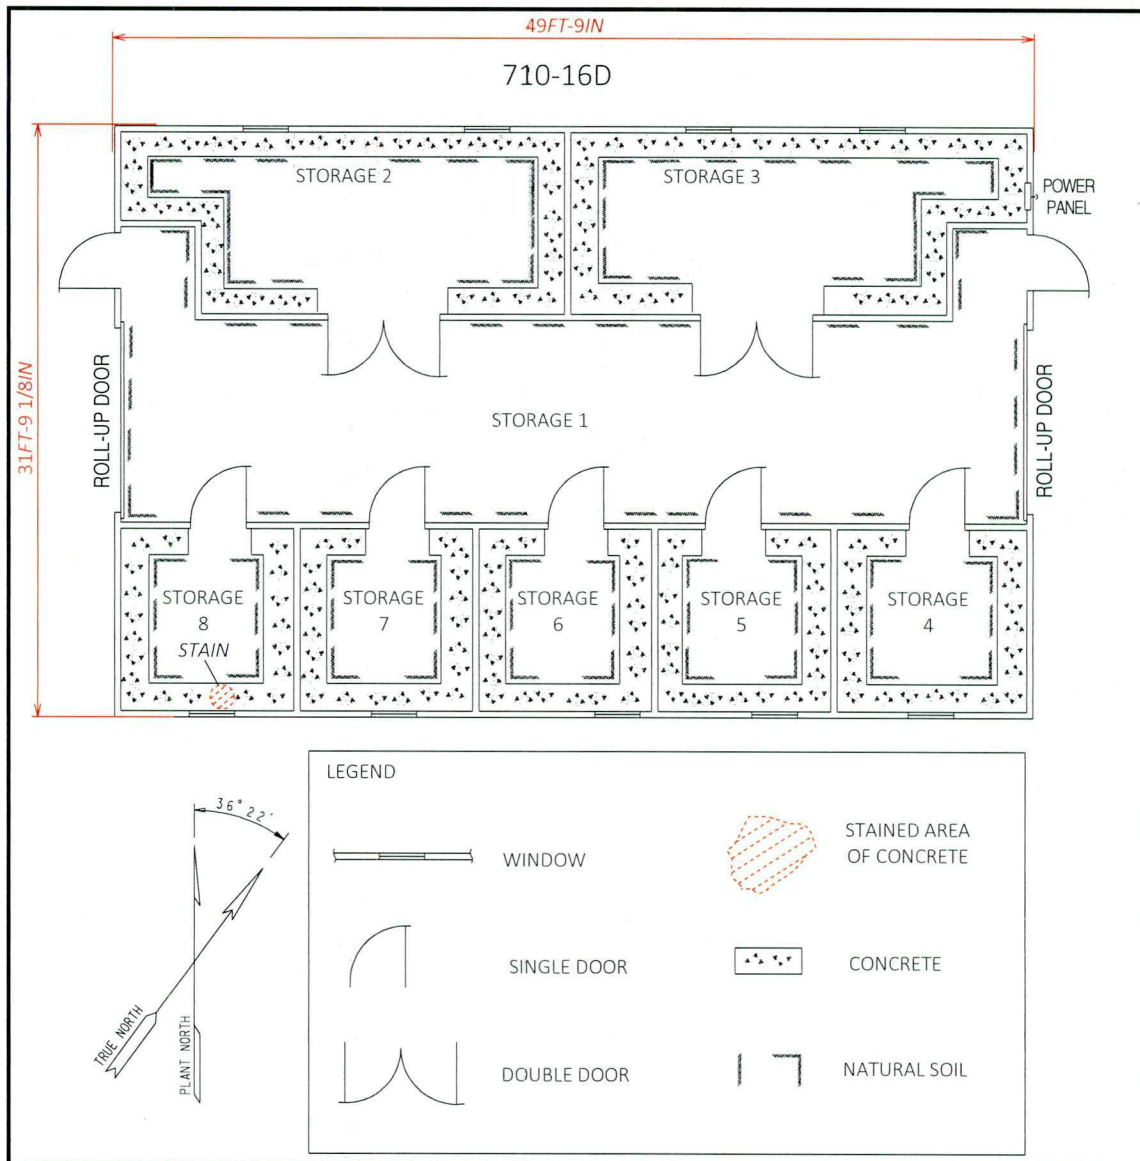 49FT-9IN
710-16D
31FT-9 1/8IN
STORAGE 2
STORAGE 3
POWER
PANEL
ROLL-UP DOOR
STORAGE 1
ROLL-UP DOOR
STORAGE
8
STAIN
STORAGE
7
STORAGE
6
STORAGE
5
STORAGE
4
LEGEND
WINDOW
STAINED AREA
OF CONCRETE
SINGLE DOOR
CONCRETE
DOUBLE DOOR
NATURAL SOIL
36° 22'
TRUE NORTH
PLANT NORTH